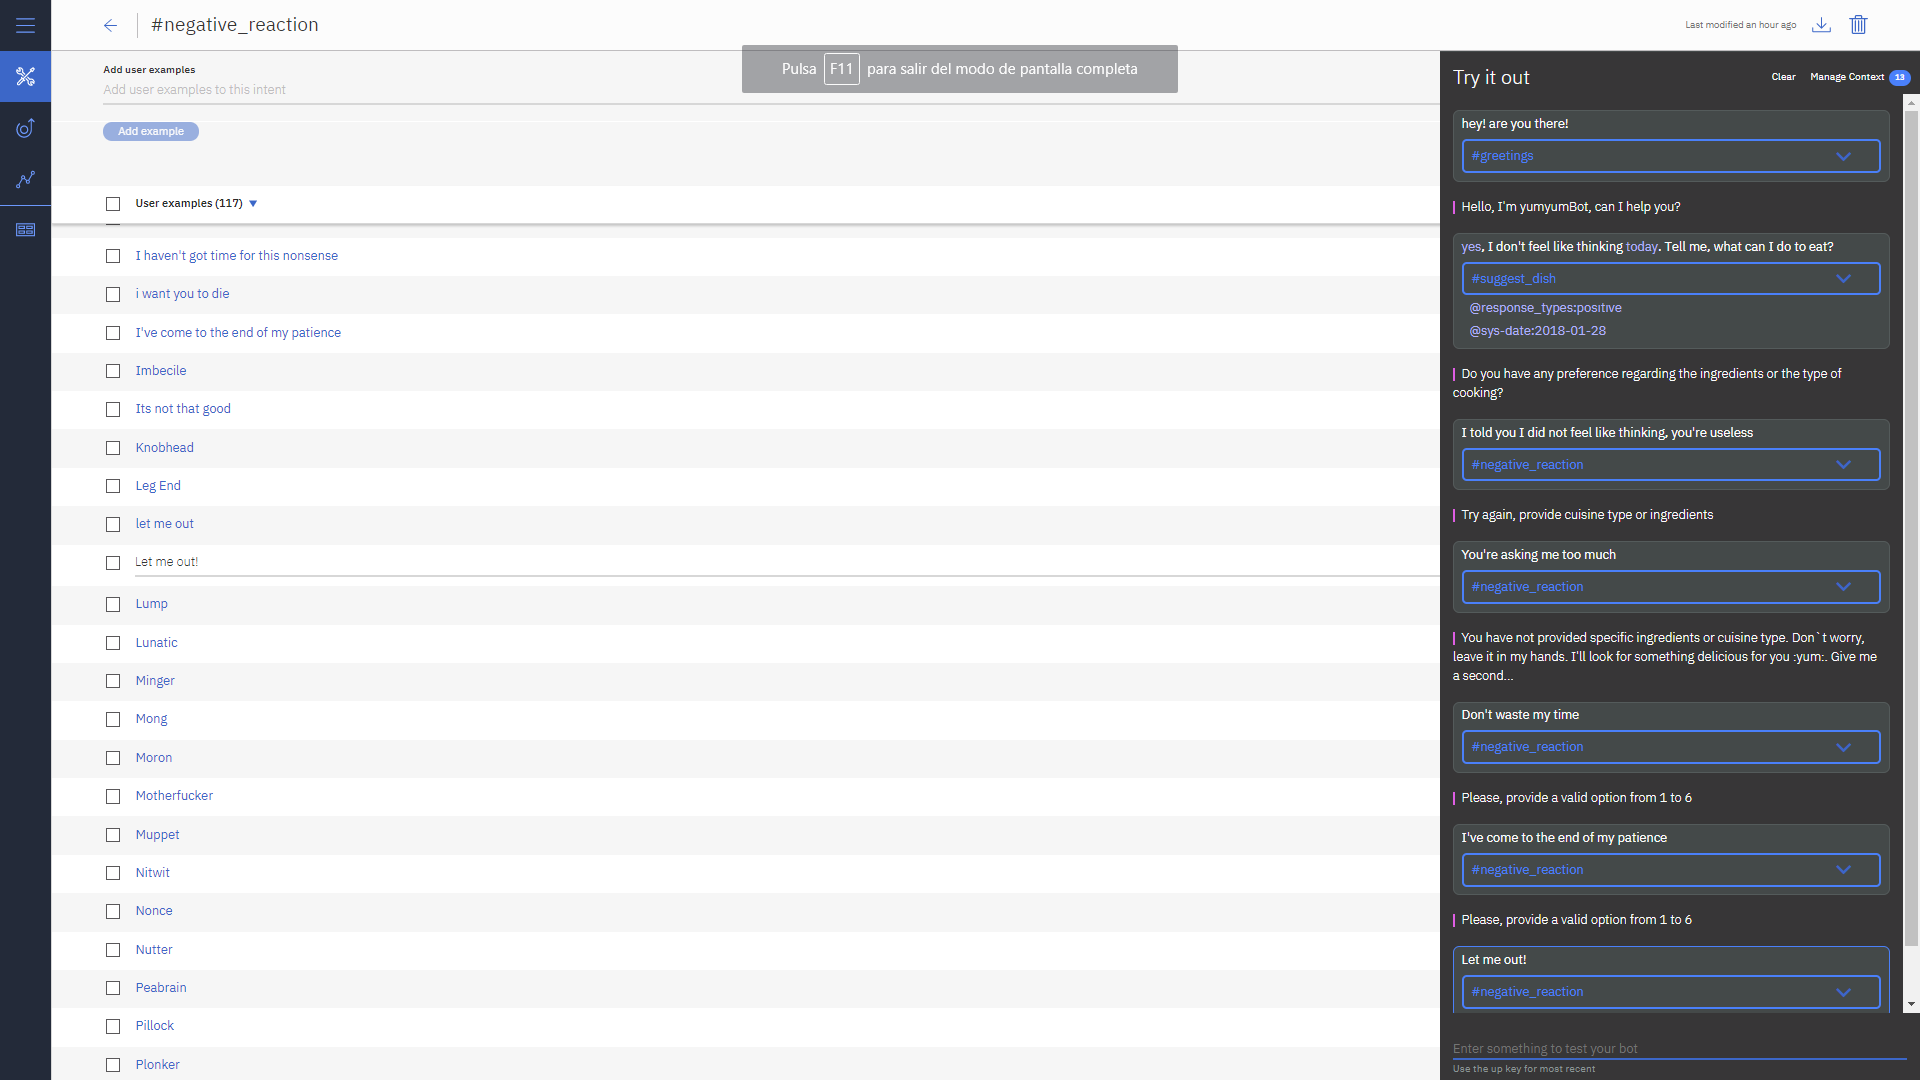 #negative_reaction
Last modified an hour ago
Pulsa F11 para salir del modo de pantalla completa
Add user examples
Add user examples to this intent
Add example
User examples (117) ▼
I haven't got time for this nonsense
i want you to die
I've come to the end of my patience
Imbecile
Its not that good
Knobhead
Leg End
let me out
Let me out!
Lump
Lunatic
Minger
Mong
Moron
Motherfucker
Muppet
Nitwit
Nonce
Nutter
Peabrain
Pillock
Plonker
Try it out
Clear
Manage Context 13
hey! are you there!
#greetings
Hello, I'm yumyumBot, can I help you?
yes, I don't feel like thinking today. Tell me, what can I do to eat?
#suggest_dish
@response_types:positive
@sys-date:2018-01-28
Do you have any preference regarding the ingredients or the type of
cooking?
I told you I did not feel like thinking, you're useless
#negative_reaction
Try again, provide cuisine type or ingredients
You're asking me too much
#negative_reaction
You have not provided specific ingredients or cuisine type. Don`t worry,
leave it in my hands. I'll look for something delicious for you :yum:. Give me
a second...
Don't waste my time
#negative_reaction
Please, provide a valid option from 1 to 6
I've come to the end of my patience
#negative_reaction
Please, provide a valid option from 1 to 6
Let me out!
#negative_reaction
Enter something to test your bot
Use the up key for most recent